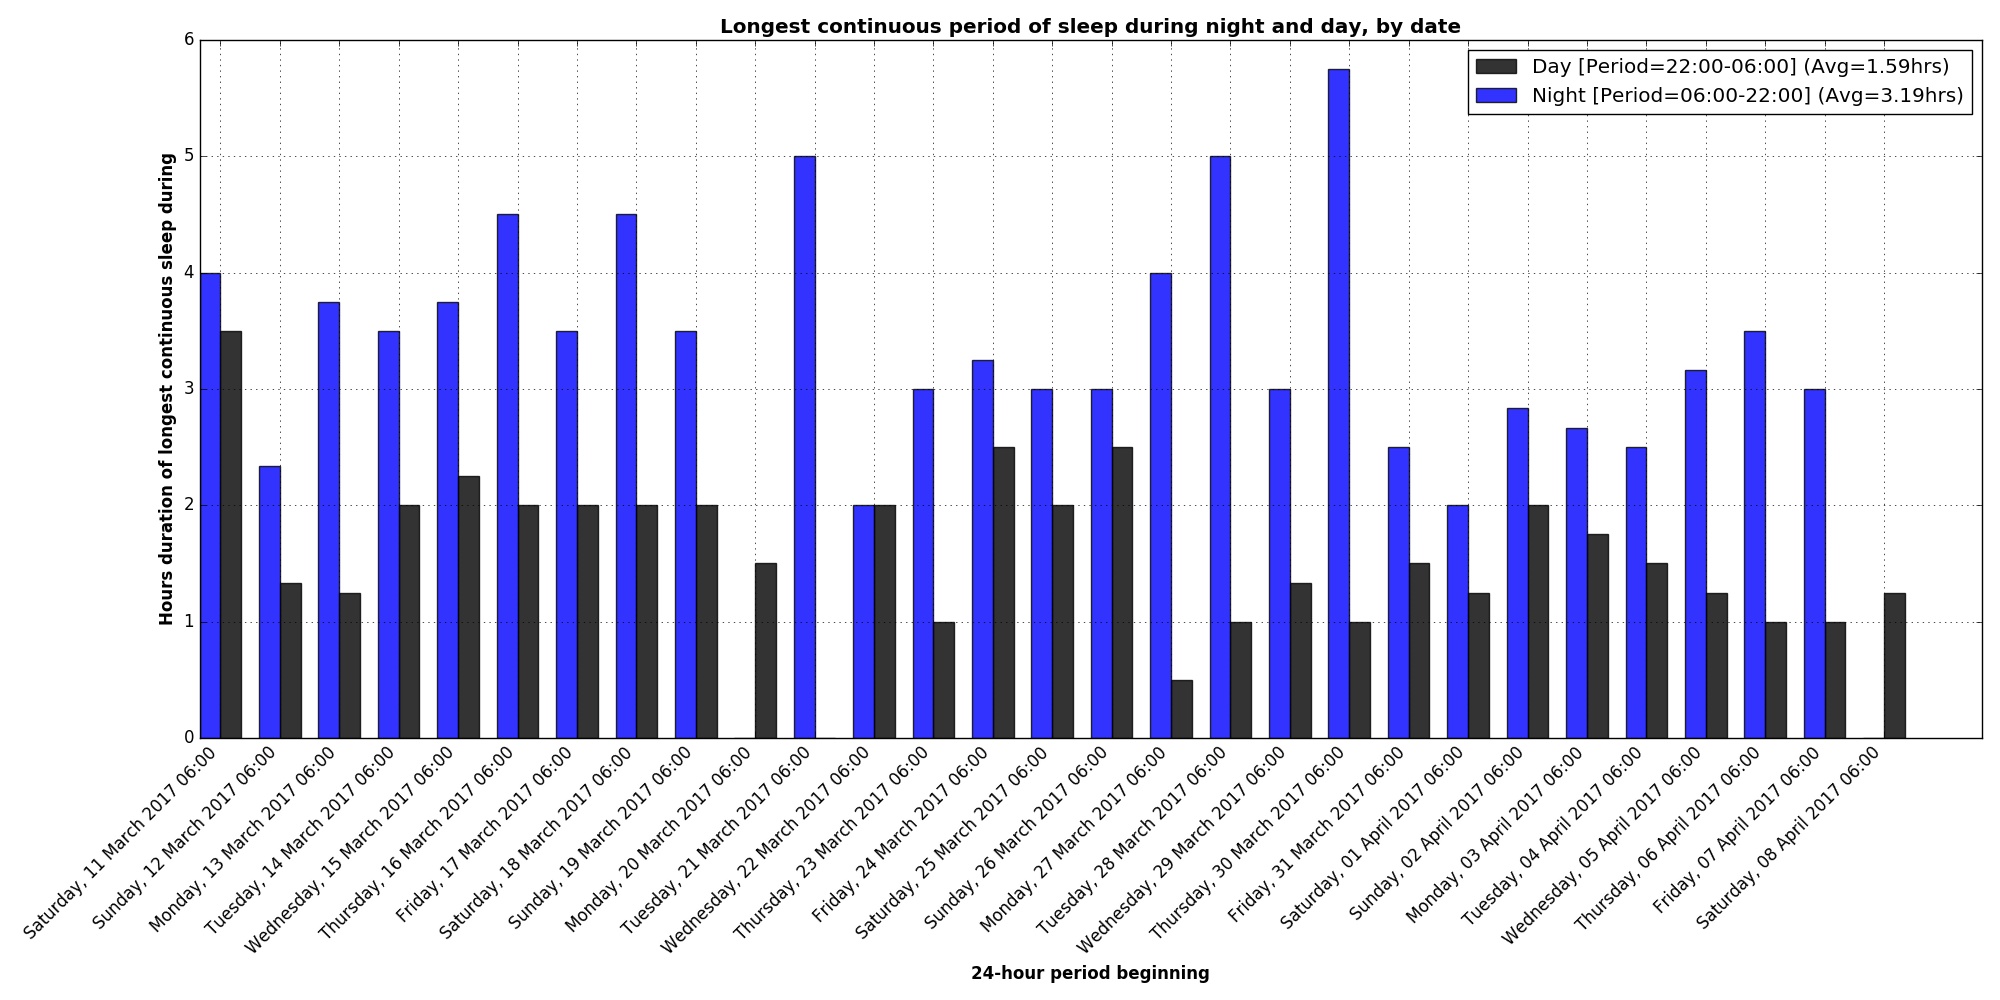 Longest continuous period of sleep during night and day, by date
Day [Period=22:00-06:00] (Avg=1.59hrs)
Night [Period=06:00-22:00] (Avg=3.19hrs)
Hours duration of longest continuous sleep during
6
5
4
3
2
1
0
Saturday, 11 March 2017 06:00
Sunday, 12 March 2017 06:00
Monday, 13 March 2017 06:00
Tuesday, 14 March 2017 06:00
Wednesday, 15 March 2017 06:00
Thursday, 16 March 2017 06:00
Friday, 17 March 2017 06:00
Saturday, 18 March 2017 06:00
Sunday, 19 March 2017 06:00
Monday, 20 March 2017 06:00
Tuesday, 21 March 2017 06:00
Wednesday, 22 March 2017 06:00
Thursday, 23 March 2017 06:00
Friday, 24 March 2017 06:00
Saturday, 25 March 2017 06:00
Sunday, 26 March 2017 06:00
Monday, 27 March 2017 06:00
Tuesday, 28 March 2017 06:00
Wednesday, 29 March 2017 06:00
Thursday, 30 March 2017 06:00
Friday, 31 March 2017 06:00
Saturday, 01 April 2017 06:00
Sunday, 02 April 2017 06:00
Monday, 03 April 2017 06:00
Tuesday, 04 April 2017 06:00
Wednesday, 05 April 2017 06:00
Thursday, 06 April 2017 06:00
Friday, 07 April 2017 06:00
Saturday, 08 April 2017 06:00
24-hour period beginning